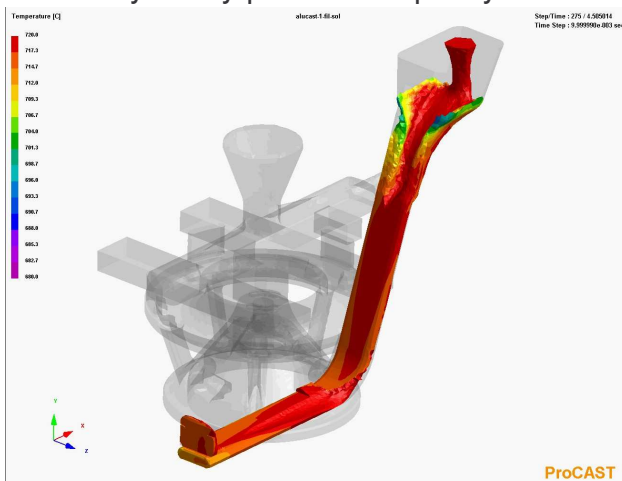 Temperature [C]
alucast-1-fil.sol
Step/Time : 275 / 4.505014
Time Step : 9.999990e-003 sec
720.0
717.3
714.7
712.0
709.3
706.7
704.0
701.3
698.7
696.0
693.3
690.7
688.0
685.3
682.7
680.0
Y
X
Z
ProCAST